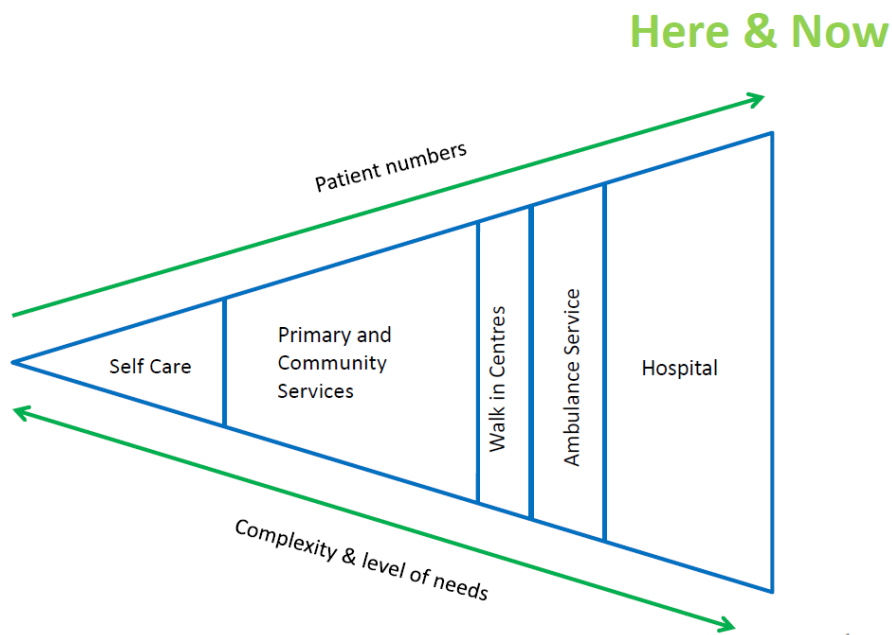 Here & Now
Patient numbers
Self Care
Primary and
Community
Services
Walk in Centres
Ambulance Service
Hospital
Complexity & level of needs